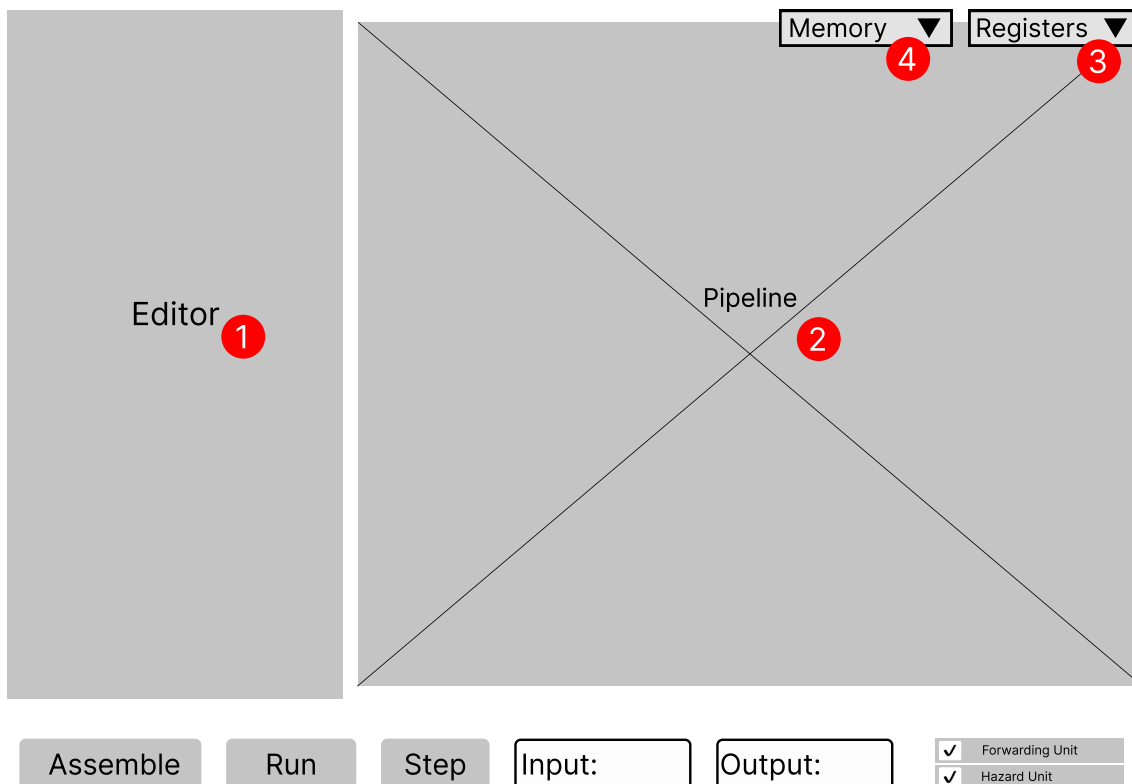 Memory ▼
Registers ▼
4
3
Pipeline
Editor
1
2
Assemble
Run
Step
Input:
Output:
✓ Forwarding Unit
✓ Hazard Unit